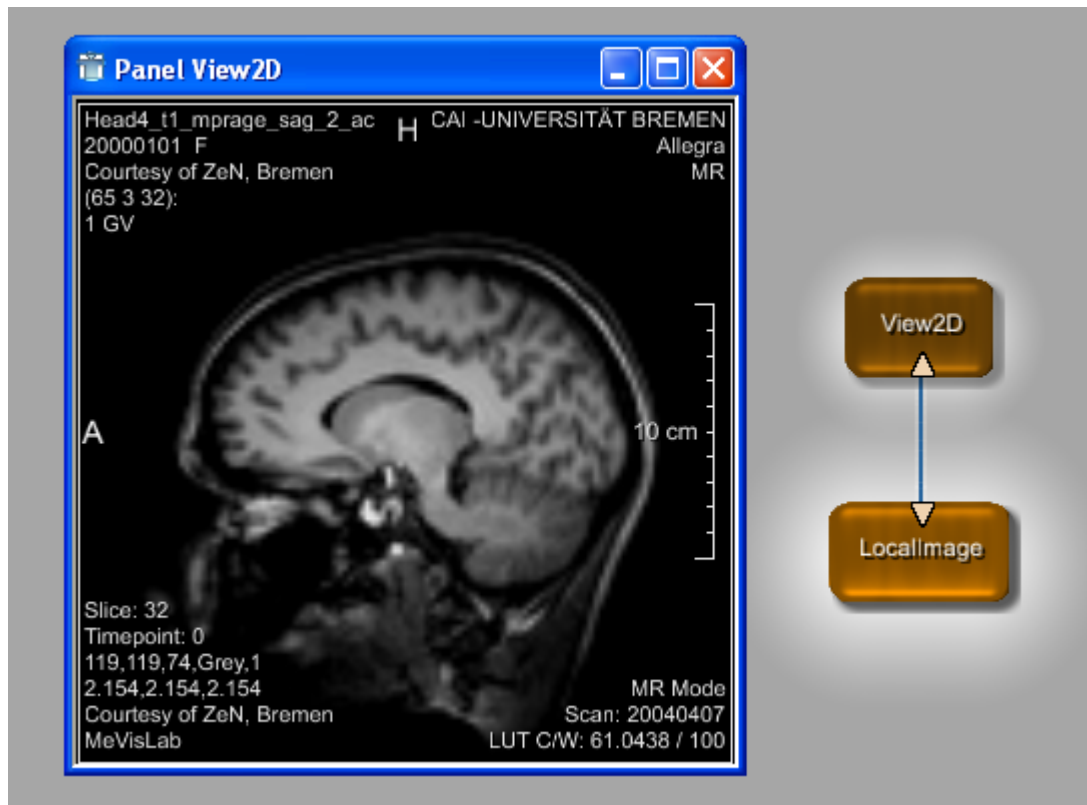 Panel View2D
Head4_t1_mprage_sag_2_ac
20000101 F
Courtesy of ZeN, Bremen
(65 3 32):
1 GV
H
CAI -UNIVERSITÄT BREMEN
Allegra
MR
A
10 cm
Slice: 32
Timepoint: 0
119,119,74,Grey,1
2.154,2.154,2.154
Courtesy of ZeN, Bremen
MeVisLab
MR Mode
Scan: 20040407
LUT C/W: 61.0438 / 100
View2D
LocalImage